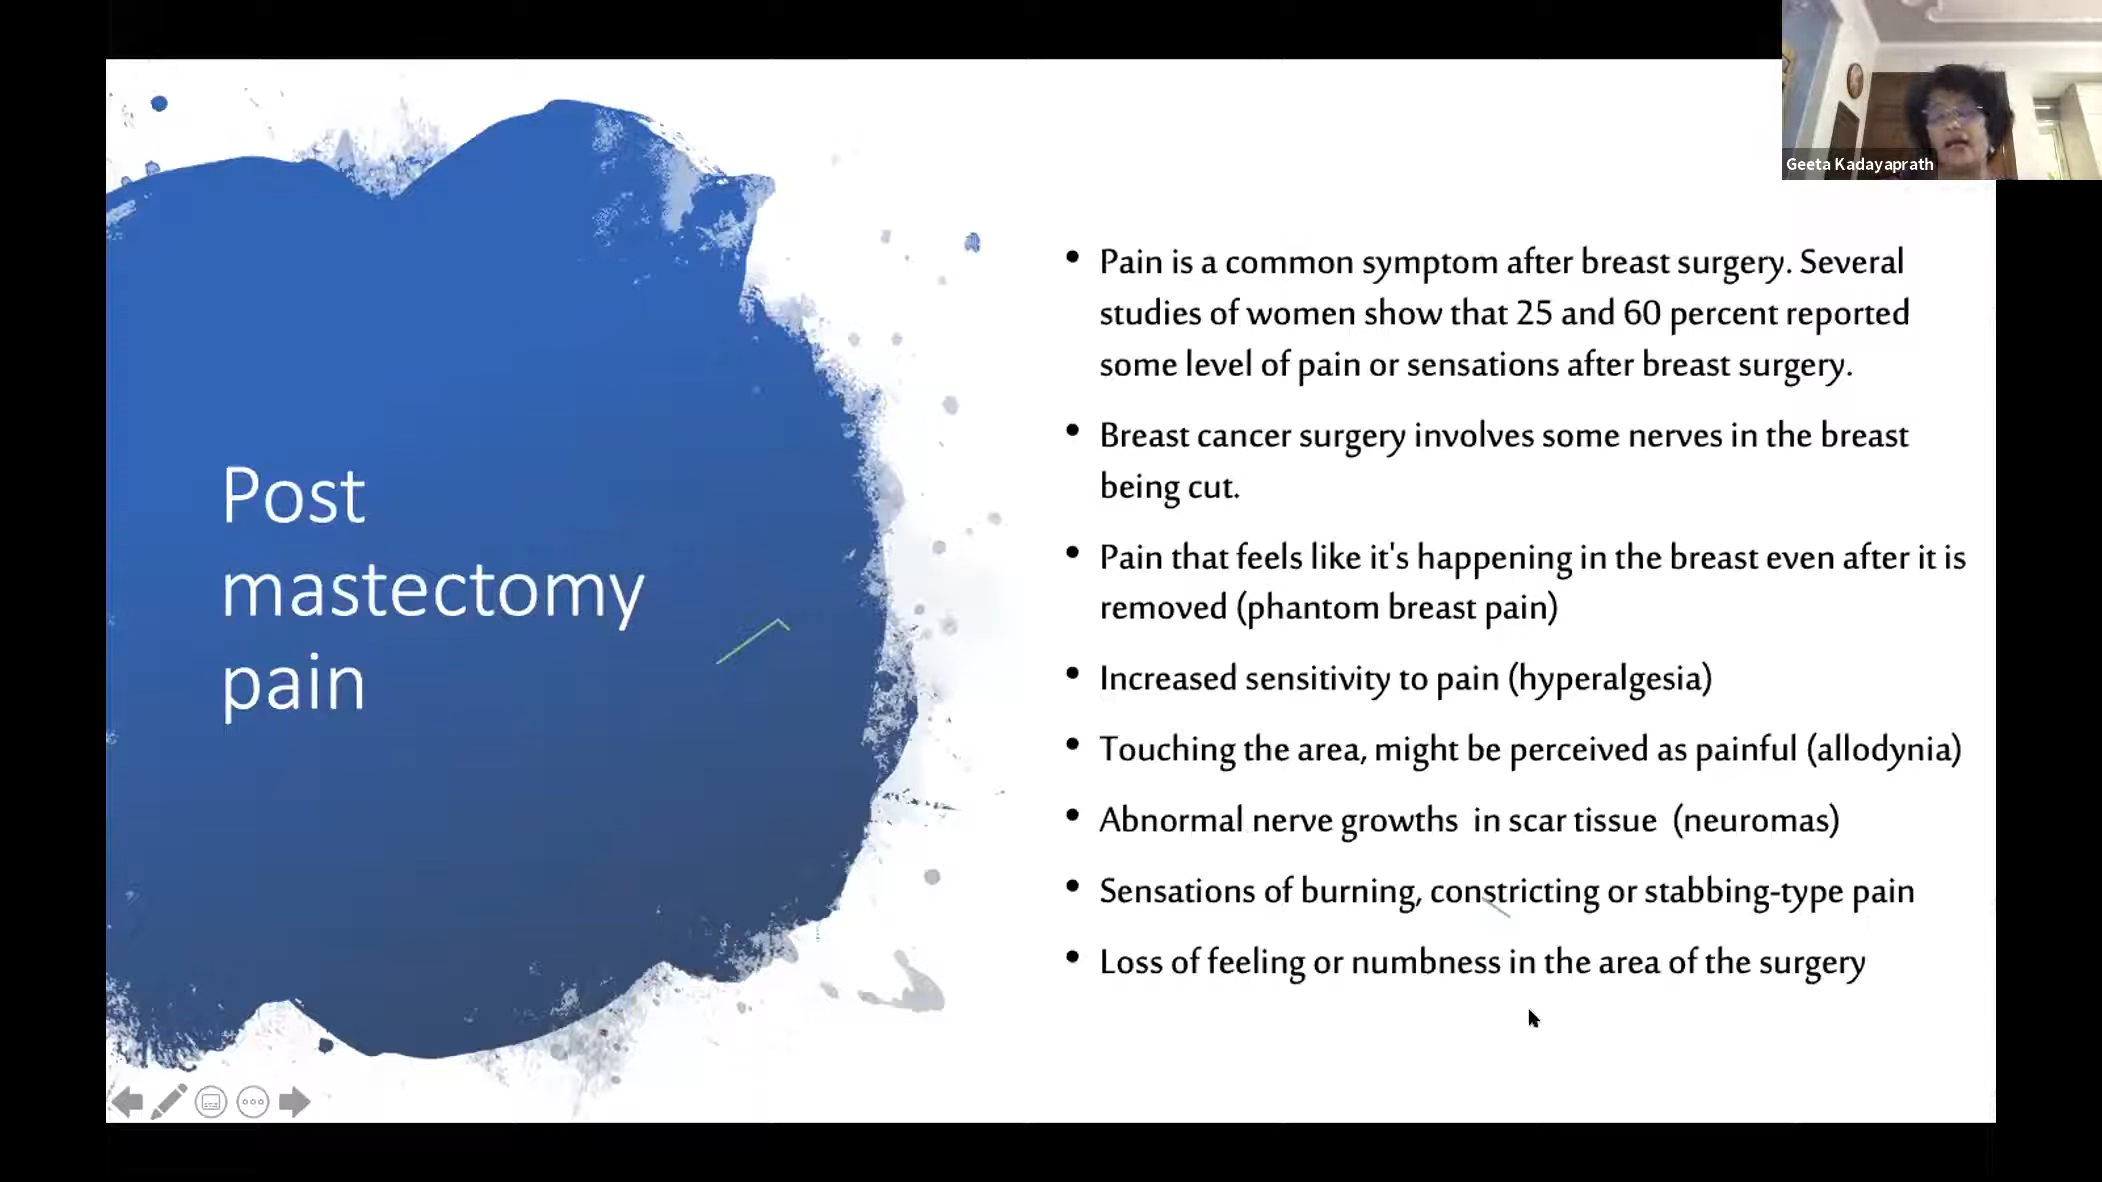 Geeta Kadayaprath
Post
mastectomy
pain
• Pain is a common symptom after breast surgery. Several
studies of women show that 25 and 60 percent reported
some level of pain or sensations after breast surgery.
• Breast cancer surgery involves some nerves in the breast
being cut.
• Pain that feels like it's happening in the breast even after it is
removed (phantom breast pain)
• Increased sensitivity to pain (hyperalgesia)
• Touching the area, might be perceived as painful (allodynia)
• Abnormal nerve growths  in scar tissue  (neuromas)
• Sensations of burning, constricting or stabbing-type pain
• Loss of feeling or numbness in the area of the surgery